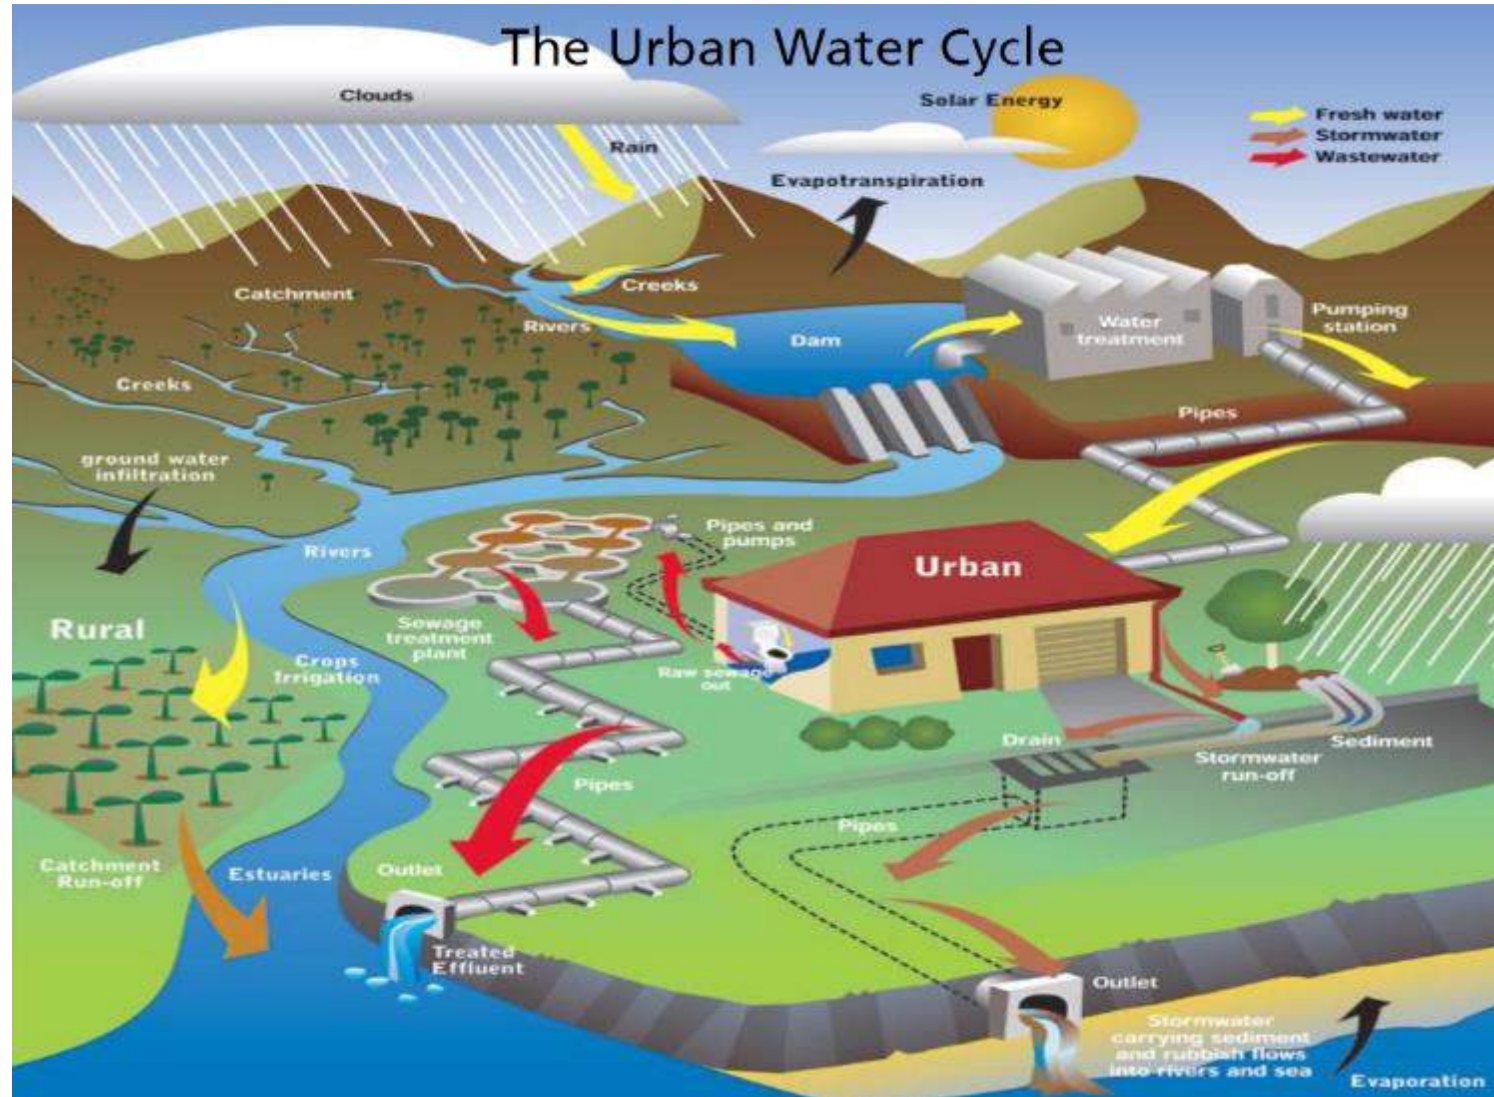 The Urban Water Cycle
Clouds
Solar Energy
Fresh water
Stormwater
Wastewater
Rain
Evapotranspiration
Catchment
Creeks
Rivers
Dam
Water
treatment
Pumping
station
Creeks
Pipes
ground water
infiltration
Rivers
Pipes and
pumps
Urban
Rural
Sewage
treatment
plant
Crops
Irrigation
Raw sewage
out
Drain
Stormwater
run-off
Sediment
Pipes
Pipes
Catchment
Run-off
Estuaries
Outlet
Treated
Effluent
Outlet
Stormwater
carrying sediment
and rubbish flows
into rivers and sea
Evaporation